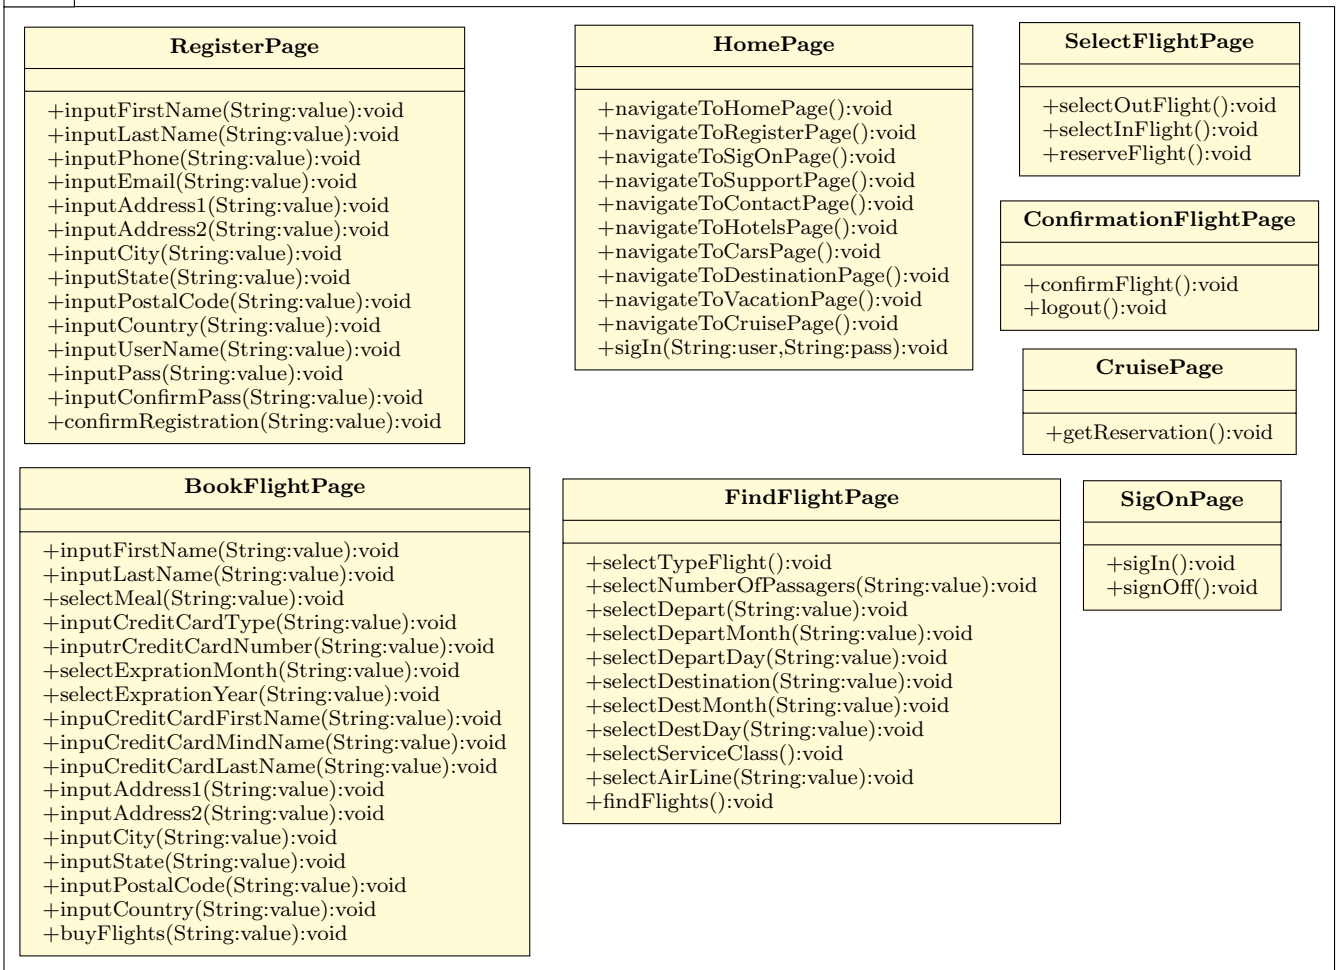 RegisterPage
+inputFirstName(String:value):void
+inputLastName(String:value):void
+inputPhone(String:value):void
+inputEmail(String:value):void
+inputAddress1(String:value):void
+inputAddress2(String:value):void
+inputCity(String:value):void
+inputState(String:value):void
+inputPostalCode(String:value):void
+inputCountry(String:value):void
+inputUserName(String:value):void
+inputPass(String:value):void
+inputConfirmPass(String:value):void
+confirmRegistration(String:value):void
HomePage
+navigateToHomePage():void
+navigateToRegisterPage():void
+navigateToSigOnPage():void
+navigateToSupportPage():void
+navigateToContactPage():void
+navigateToHotelsPage():void
+navigateToCarsPage():void
+navigateToDestinationPage():void
+navigateToVacationPage():void
+navigateToCruisePage():void
+sigIn(String:user,String:pass):void
SelectFlightPage
+selectOutFlight():void
+selectInFlight():void
+reserveFlight():void
ConfirmationFlightPage
+confirmFlight():void
+logout():void
CruisePage
+getReservation():void
BookFlightPage
+inputFirstName(String:value):void
+inputLastName(String:value):void
+selectMeal(String:value):void
+inputCreditCardType(String:value):void
+inputrCreditCardNumber(String:value):void
+selectExprationMonth(String:value):void
+selectExprationYear(String:value):void
+inpuCreditCardFirstName(String:value):void
+inpuCreditCardMindName(String:value):void
+inpuCreditCardLastName(String:value):void
+inputAddress1(String:value):void
+inputAddress2(String:value):void
+inputCity(String:value):void
+inputState(String:value):void
+inputPostalCode(String:value):void
+inputCountry(String:value):void
+buyFlights(String:value):void
FindFlightPage
+selectTypeFlight():void
+selectNumberOfPassagers(String:value):void
+selectDepart(String:value):void
+selectDepartMonth(String:value):void
+selectDepartDay(String:value):void
+selectDestination(String:value):void
+selectDestMonth(String:value):void
+selectDestDay(String:value):void
+selectServiceClass():void
+selectAirLine(String:value):void
+findFlights():void
SigOnPage
+sigIn():void
+signOff():void